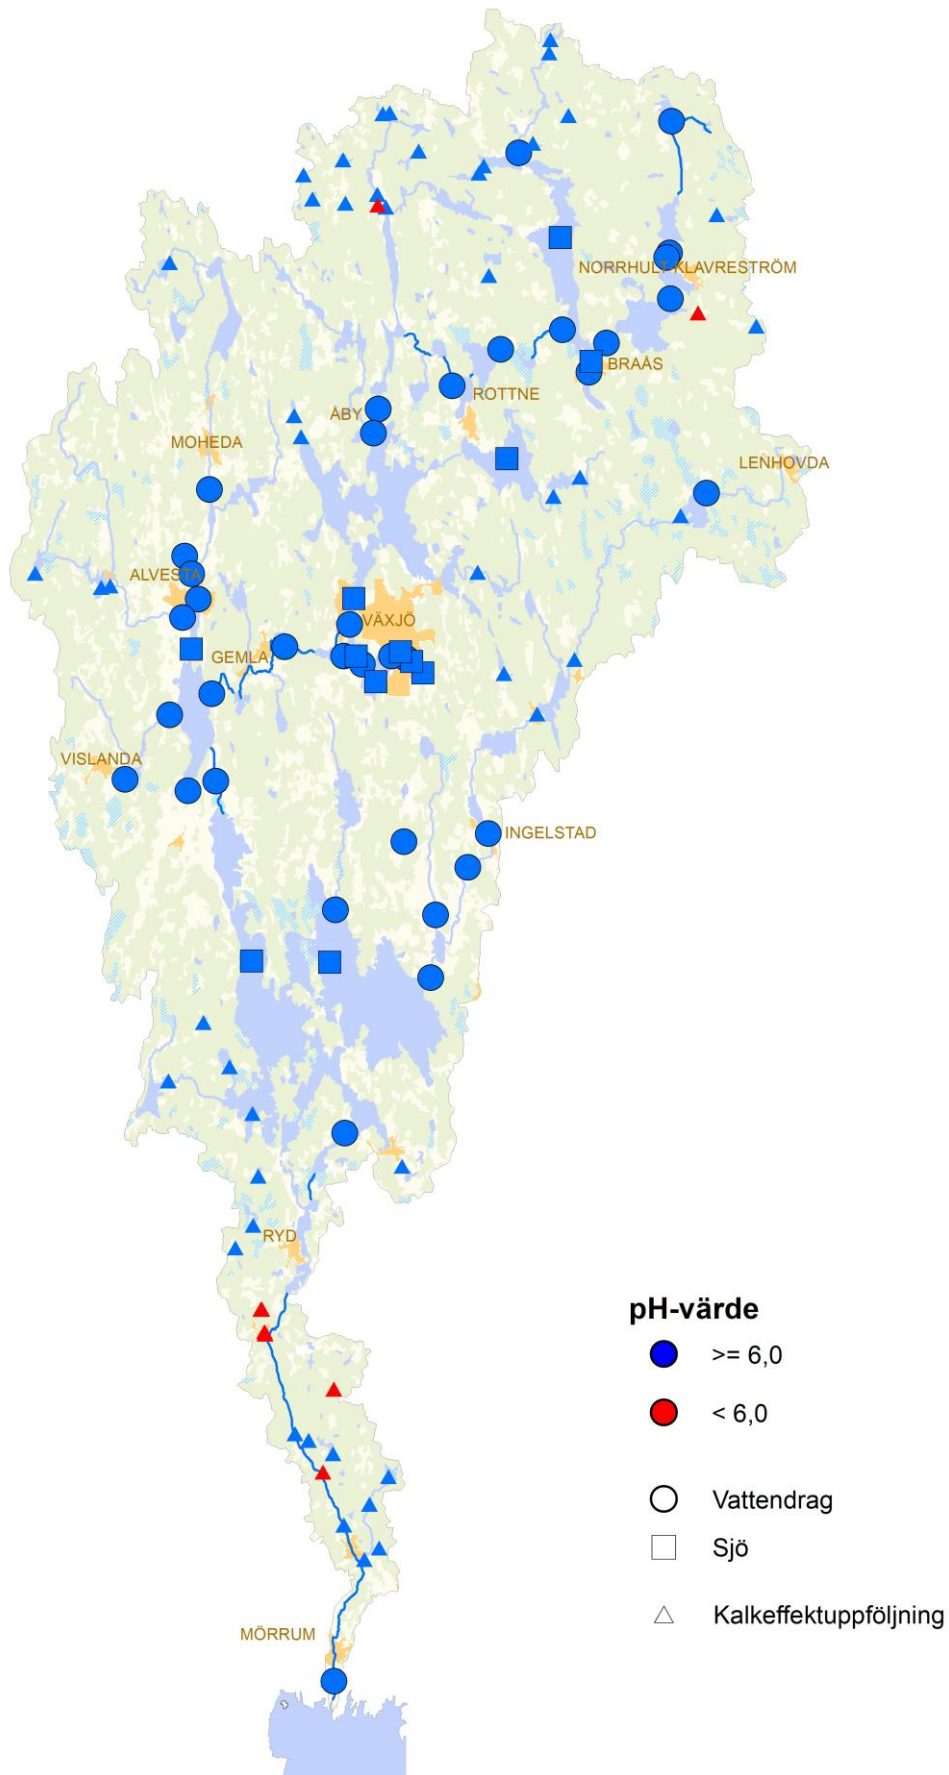 NORRHULT-KLAVRESTRÖM
BRAÅS
ROTTNE
ÅBY
MOHEDA
LENHOVDA
ALVESTA
VÄXJÖ
GEMLA
VISLANDA
INGELSTAD
RYD
pH-värde
>= 6,0
< 6,0
Vattendrag
Sjö
Kalkeffektuppföljning
MÖRRUM